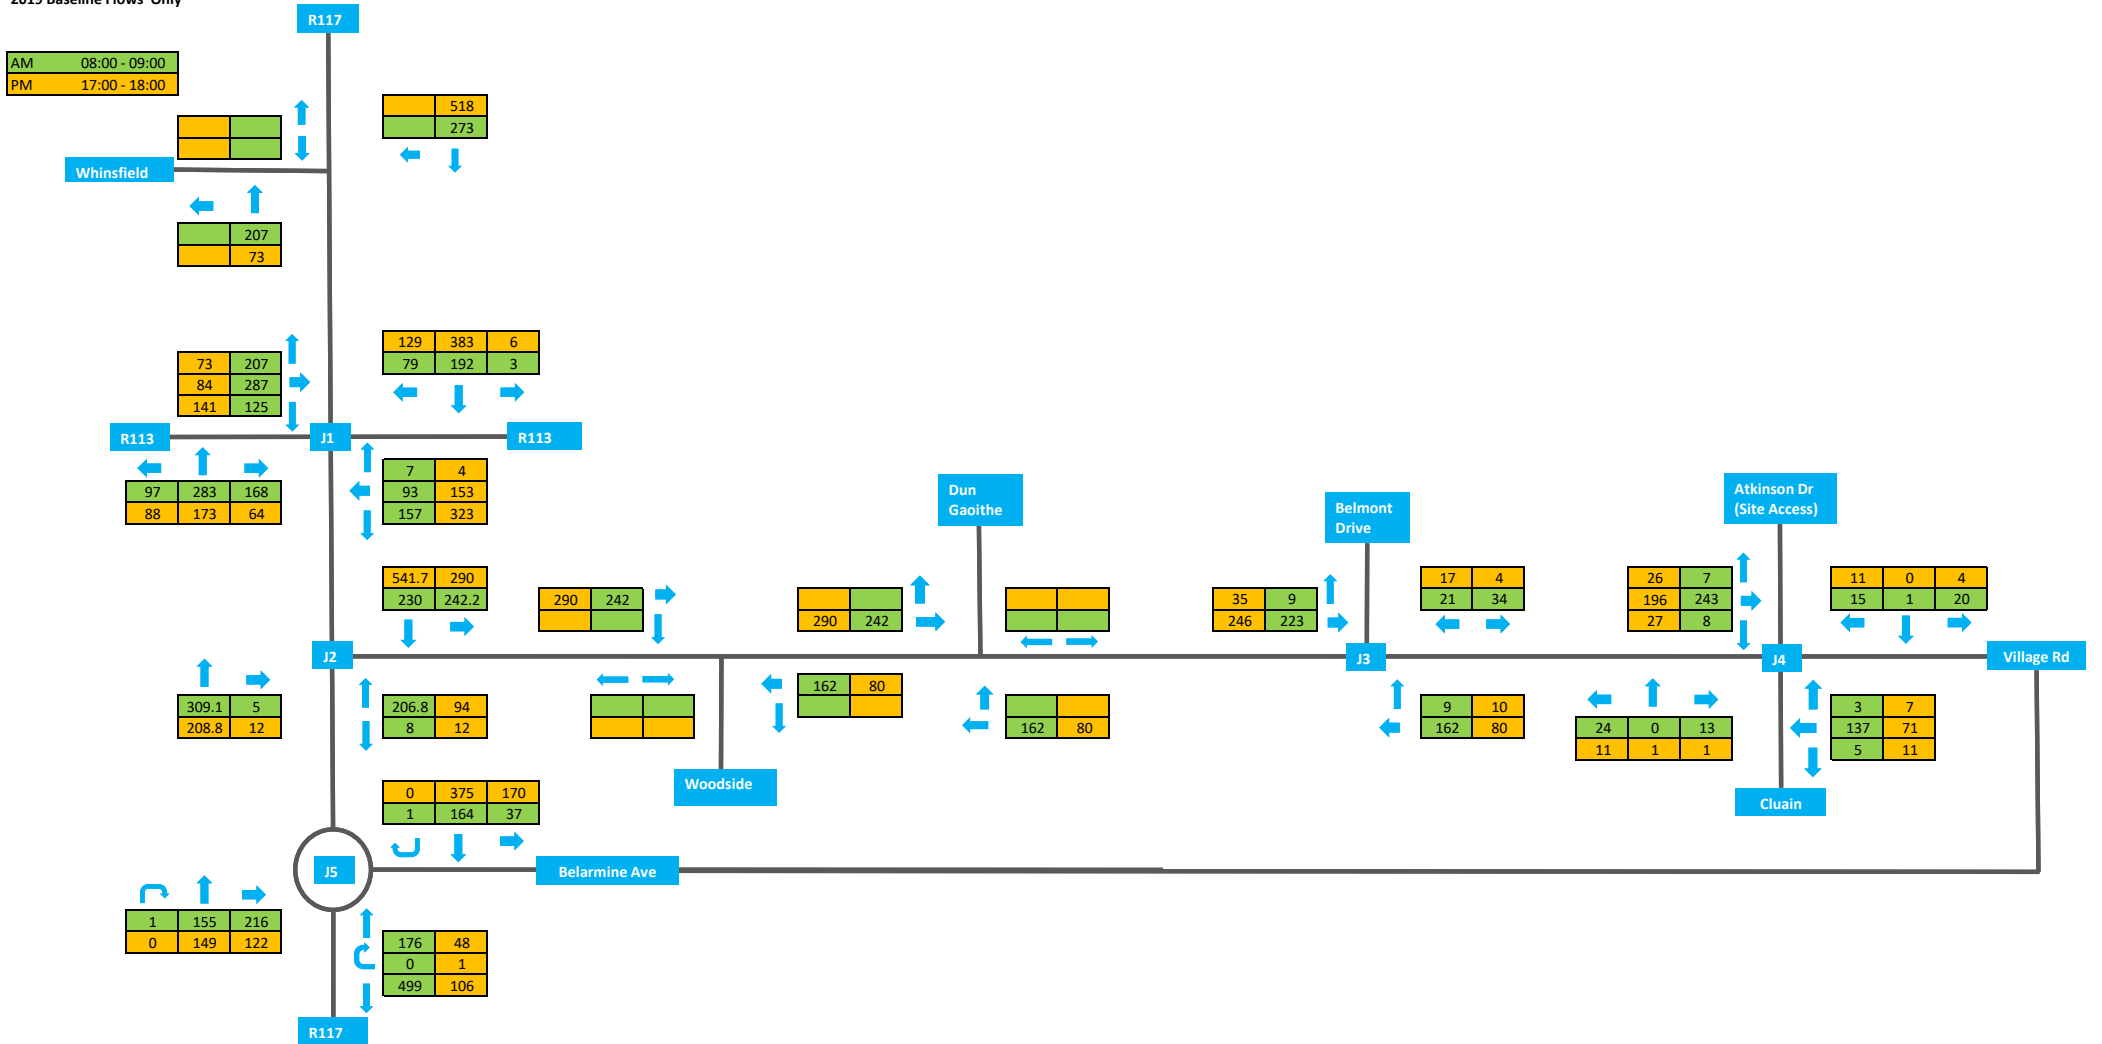 2019 Baseline Flows Only
R117
AM 08:00 - 09:00
PM 17:00 - 18:00
518
273
Whinsfield
207
73
129 383 6
79 192 3
73 207
84 287
141 125
R113
J1
R113
97 283 168
88 173 64
7 4
93 153
157 323
Dun
Gaoithe
Belmont
Drive
Atkinson Dr
(Site Access)
541.7 290
230 242.2
290 242
290 242
35 9
246 223
17 4
21 34
26 7
196 243
27 8
11 0 4
15 1 20
J2
J3
J4
Village Rd
309.1 5
208.8 12
206.8 94
8 12
162 80
162 80
9 10
162 80
24 0 13
11 1 1
3 7
137 71
5 11
Woodside
Cluain
0 375 170
1 164 37
J5
Belarmine Ave
1 155 216
0 149 122
176 48
0 1
499 106
R117